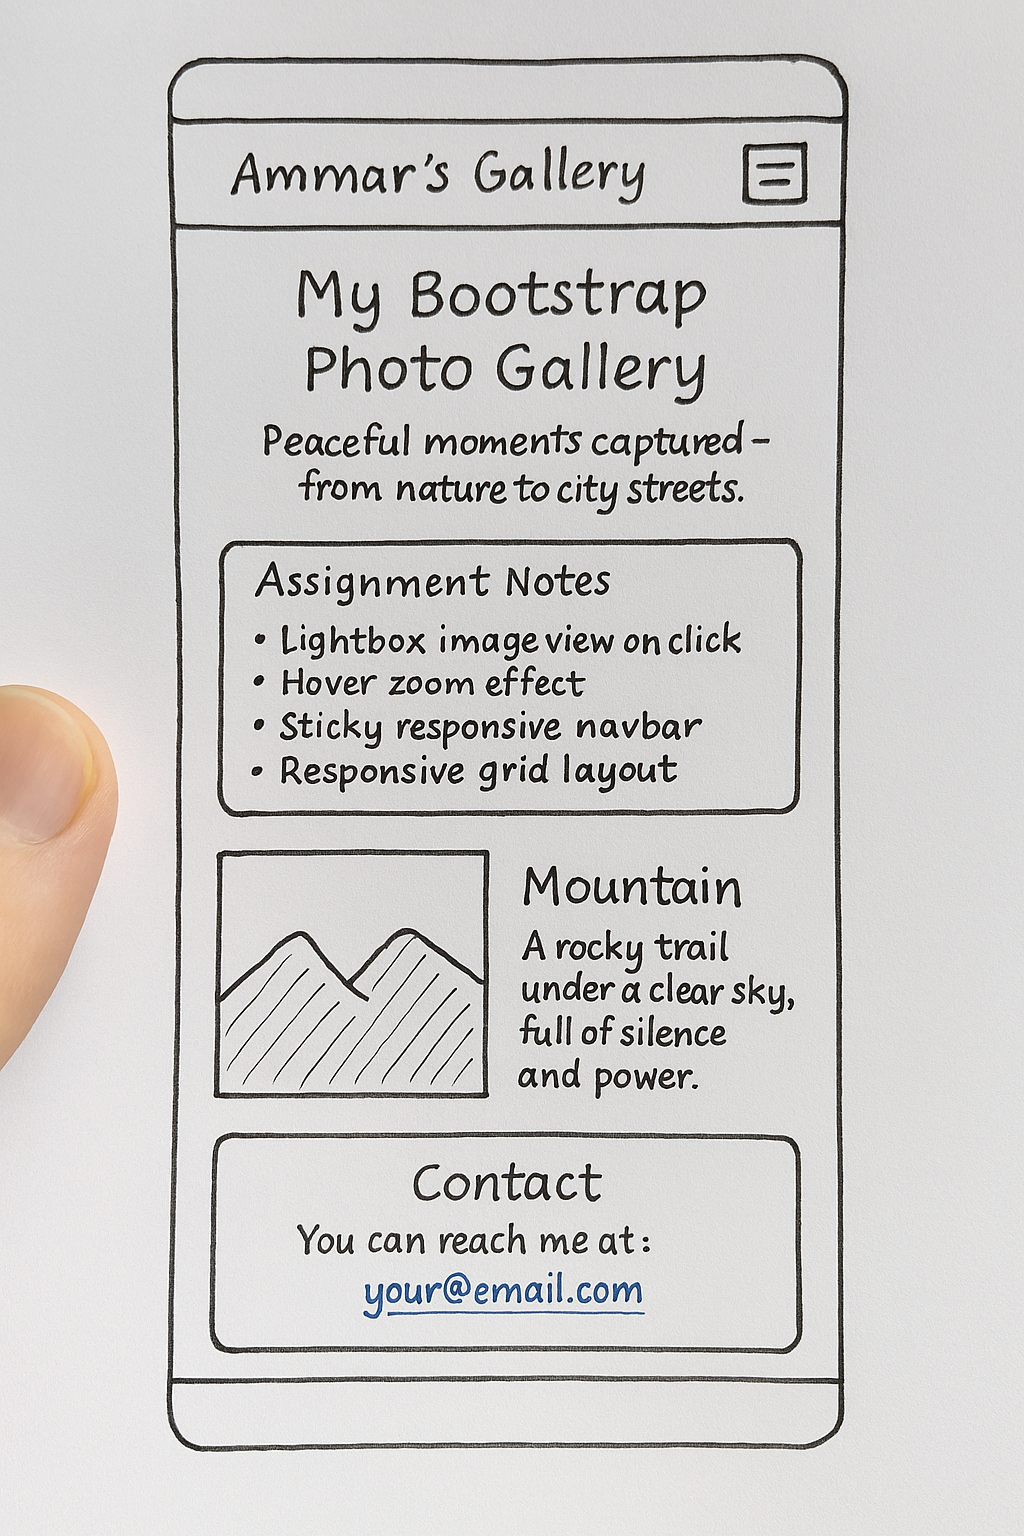 Ammar's Gallery
My Bootstrap
Photo Gallery
Peaceful moments captured –
from nature to city streets.
Assignment Notes
• Lightbox image view on click
• Hover zoom effect
• Sticky responsive navbar
• Responsive grid layout
Mountain
A rocky trail
under a clear sky,
full of silence
and power.
Contact
You can reach me at:
your@email.com